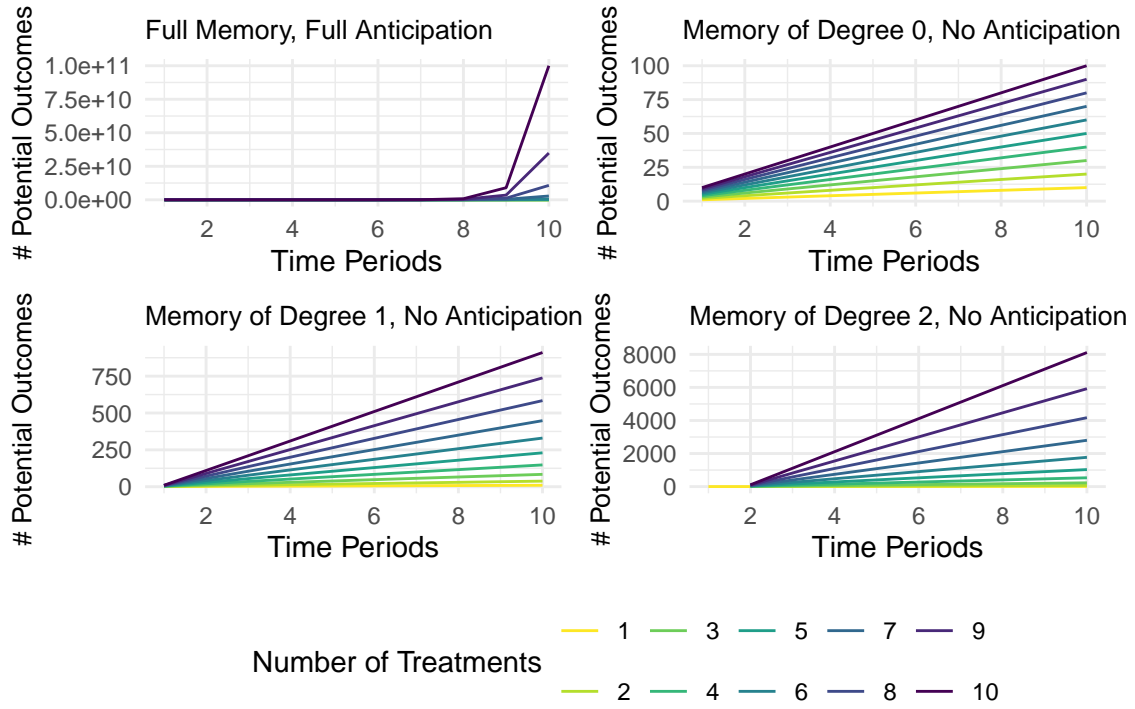 Full Memory, Full Anticipation
# Potential Outcomes
1.0e+11
7.5e+10
5.0e+10
2.5e+10
0.0e+00
2 4 6 8 10
Time Periods
Memory of Degree 0, No Anticipation
# Potential Outcomes
100
75
50
25
0
2 4 6 8 10
Time Periods
Memory of Degree 1, No Anticipation
# Potential Outcomes
750
500
250
0
2 4 6 8 10
Time Periods
Memory of Degree 2, No Anticipation
# Potential Outcomes
8000
6000
4000
2000
0
2 4 6 8 10
Time Periods
Number of Treatments
1 3 5 7 9
2 4 6 8 10